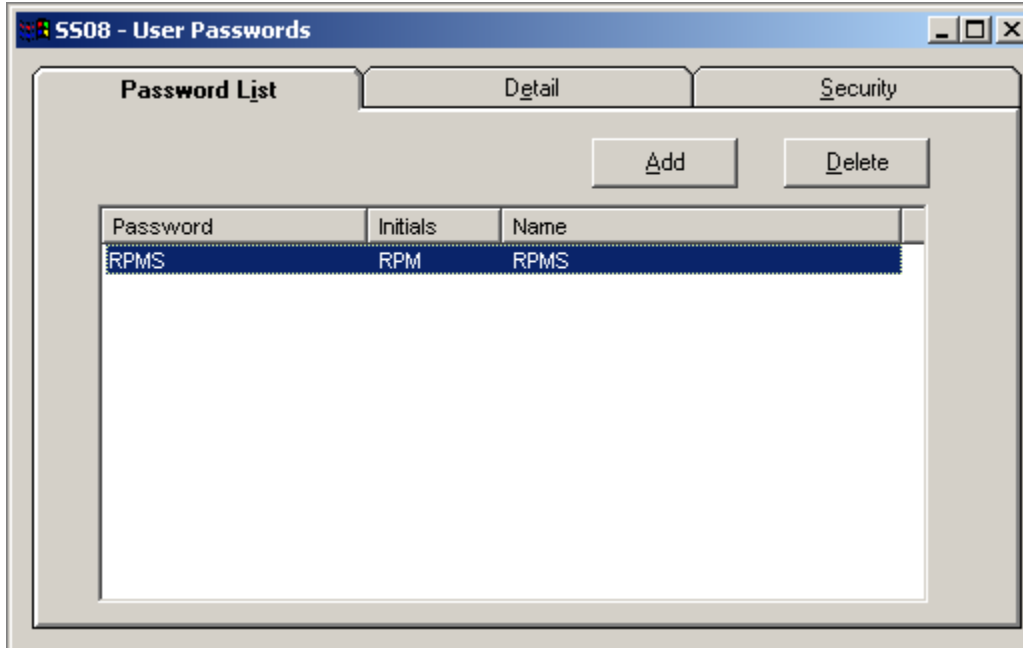 SS08 - User Passwords
Password List Detail Security
Add Delete
Password Initials Name
RPMS RPM RPMS